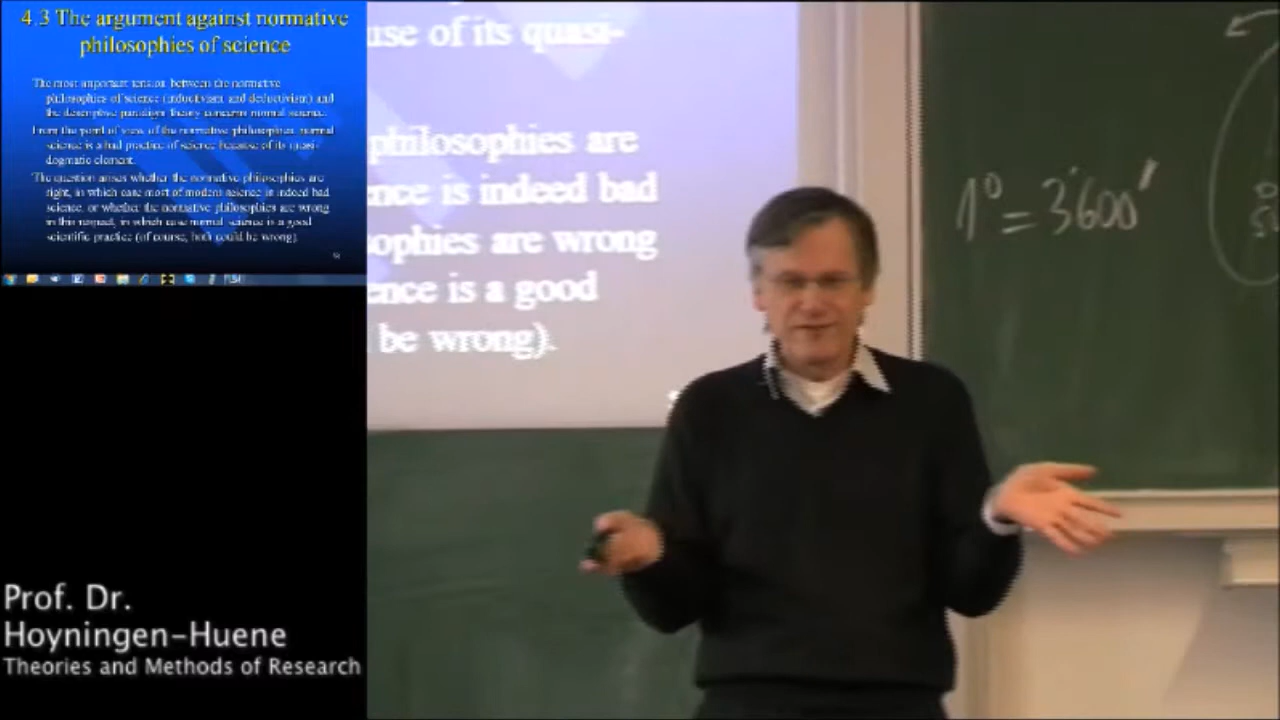 4.3 The argument against normative
philosophies of science
The most important tension between the normative
philosophies of science (inductivism and deductivism) and
the descriptive paradigm theory concerns normal science.
From the point of view of the normative philosophies, normal
science is a bad practice of science because of its quasi-
dogmatic element.
The question arises whether the normative philosophies are
right, in which case most of modern science is indeed bad
science, or whether the normative philosophies are wrong
in this respect, in which case normal science is a good
scientific practice (of course, both could be wrong).
use of its quasi-
philosophies are
ence is indeed bad
sophies are wrong
ence is a good
be wrong).
1° = 3'600"
Prof. Dr.
Hoyningen-Huene
Theories and Methods of Research